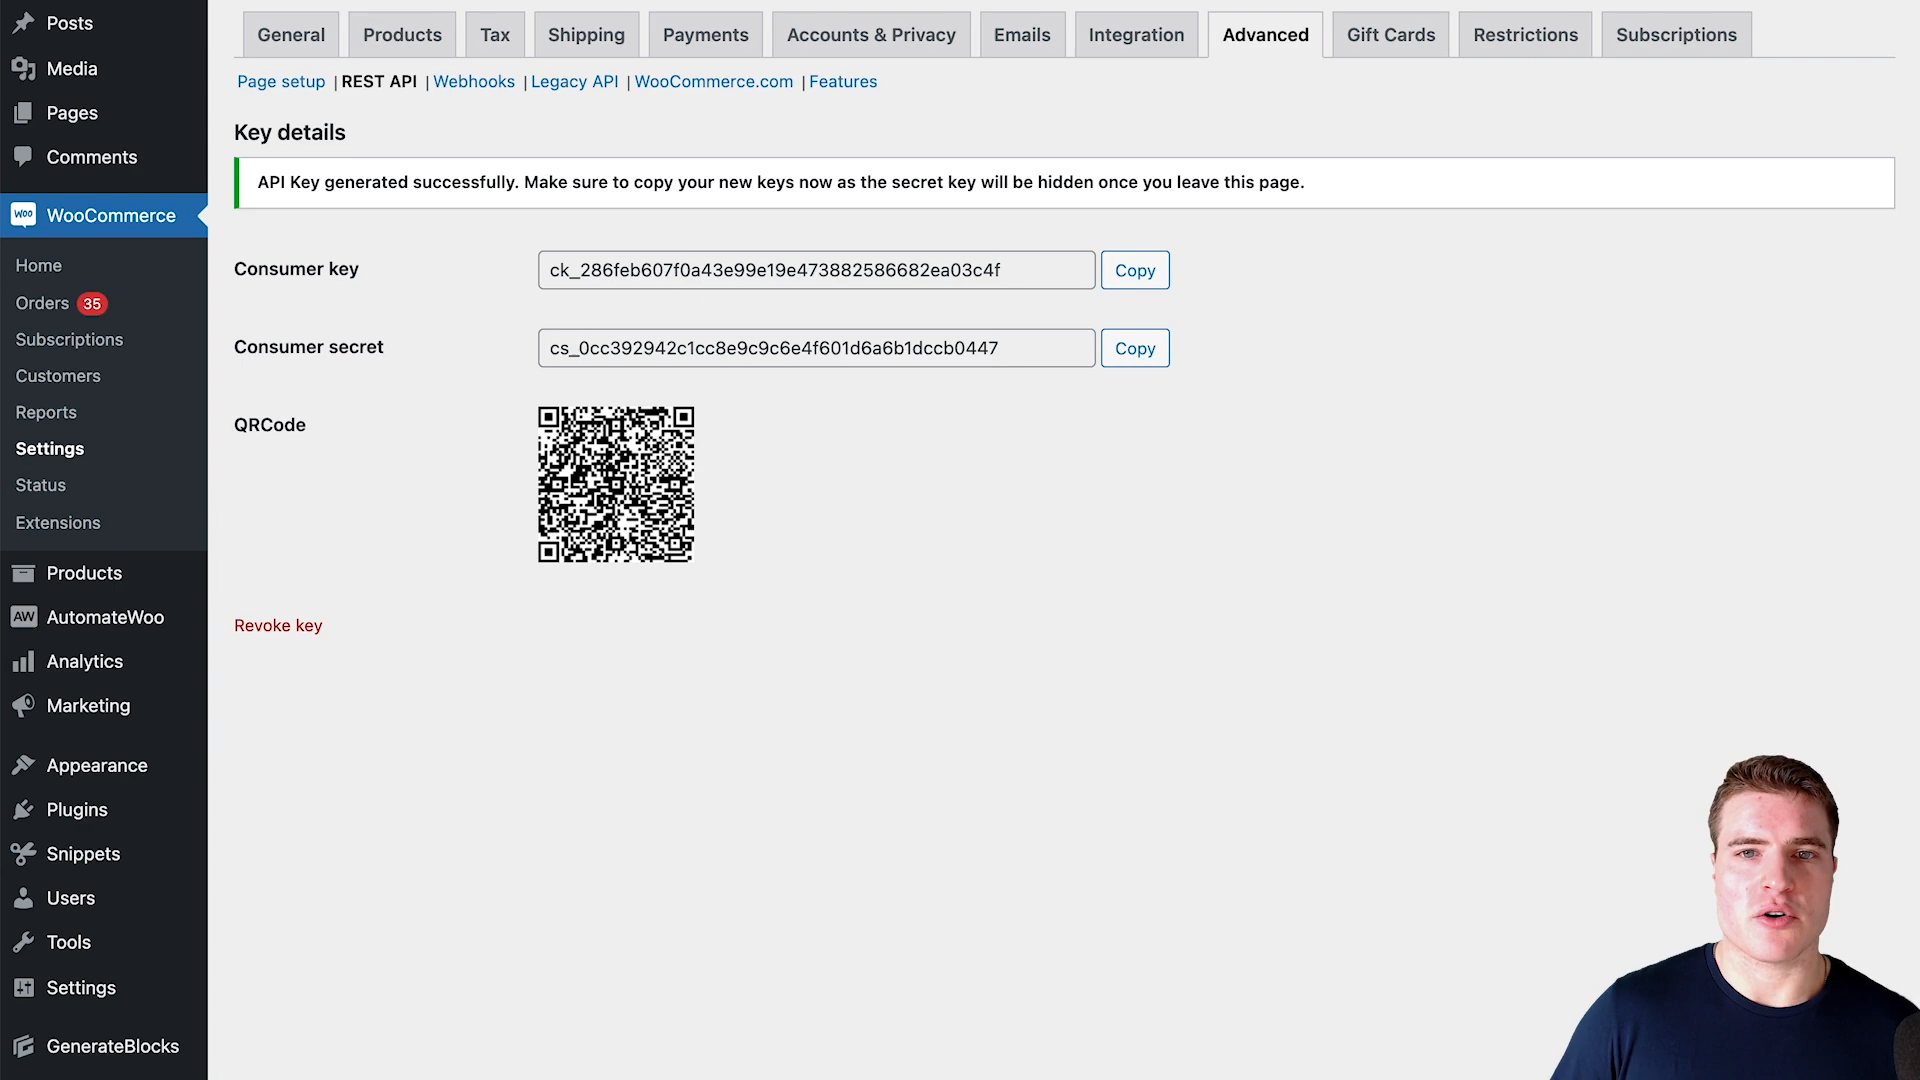 Posts
Media
Pages
Comments
WOO WooCommerce
Home
Orders 35
Subscriptions
Customers
Reports
Settings
Status
Extensions
Products
AW AutomateWoo
Analytics
Marketing
Appearance
Plugins
Snippets
Users
Tools
Settings
GenerateBlocks
General Products Tax Shipping Payments Accounts & Privacy Emails Integration Advanced Gift Cards Restrictions Subscriptions
Page setup | REST API | Webhooks | Legacy API | WooCommerce.com | Features
Key details
API Key generated successfully. Make sure to copy your new keys now as the secret key will be hidden once you leave this page.
Consumer key ck_286feb607f0a43e99e19e473882586682ea03c4f Copy
Consumer secret cs_0cc392942c1cc8e9c9c6e4f601d6a6b1dccb0447 Copy
QRCode
Revoke key